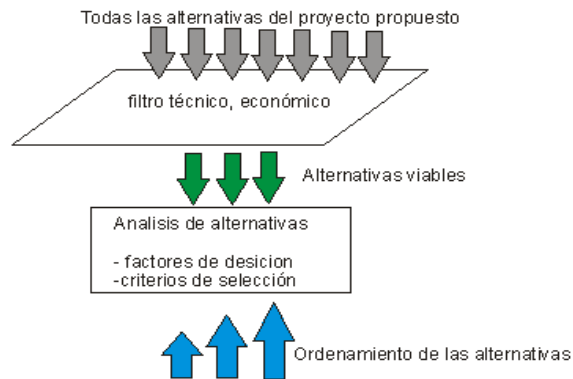 Todas las alternativas del proyecto propuesto
filtro técnico, económico
Alternativas viables
Analisis de alternativas
- factores de desicion
-criterios de selección
Ordenamiento de las alternativas